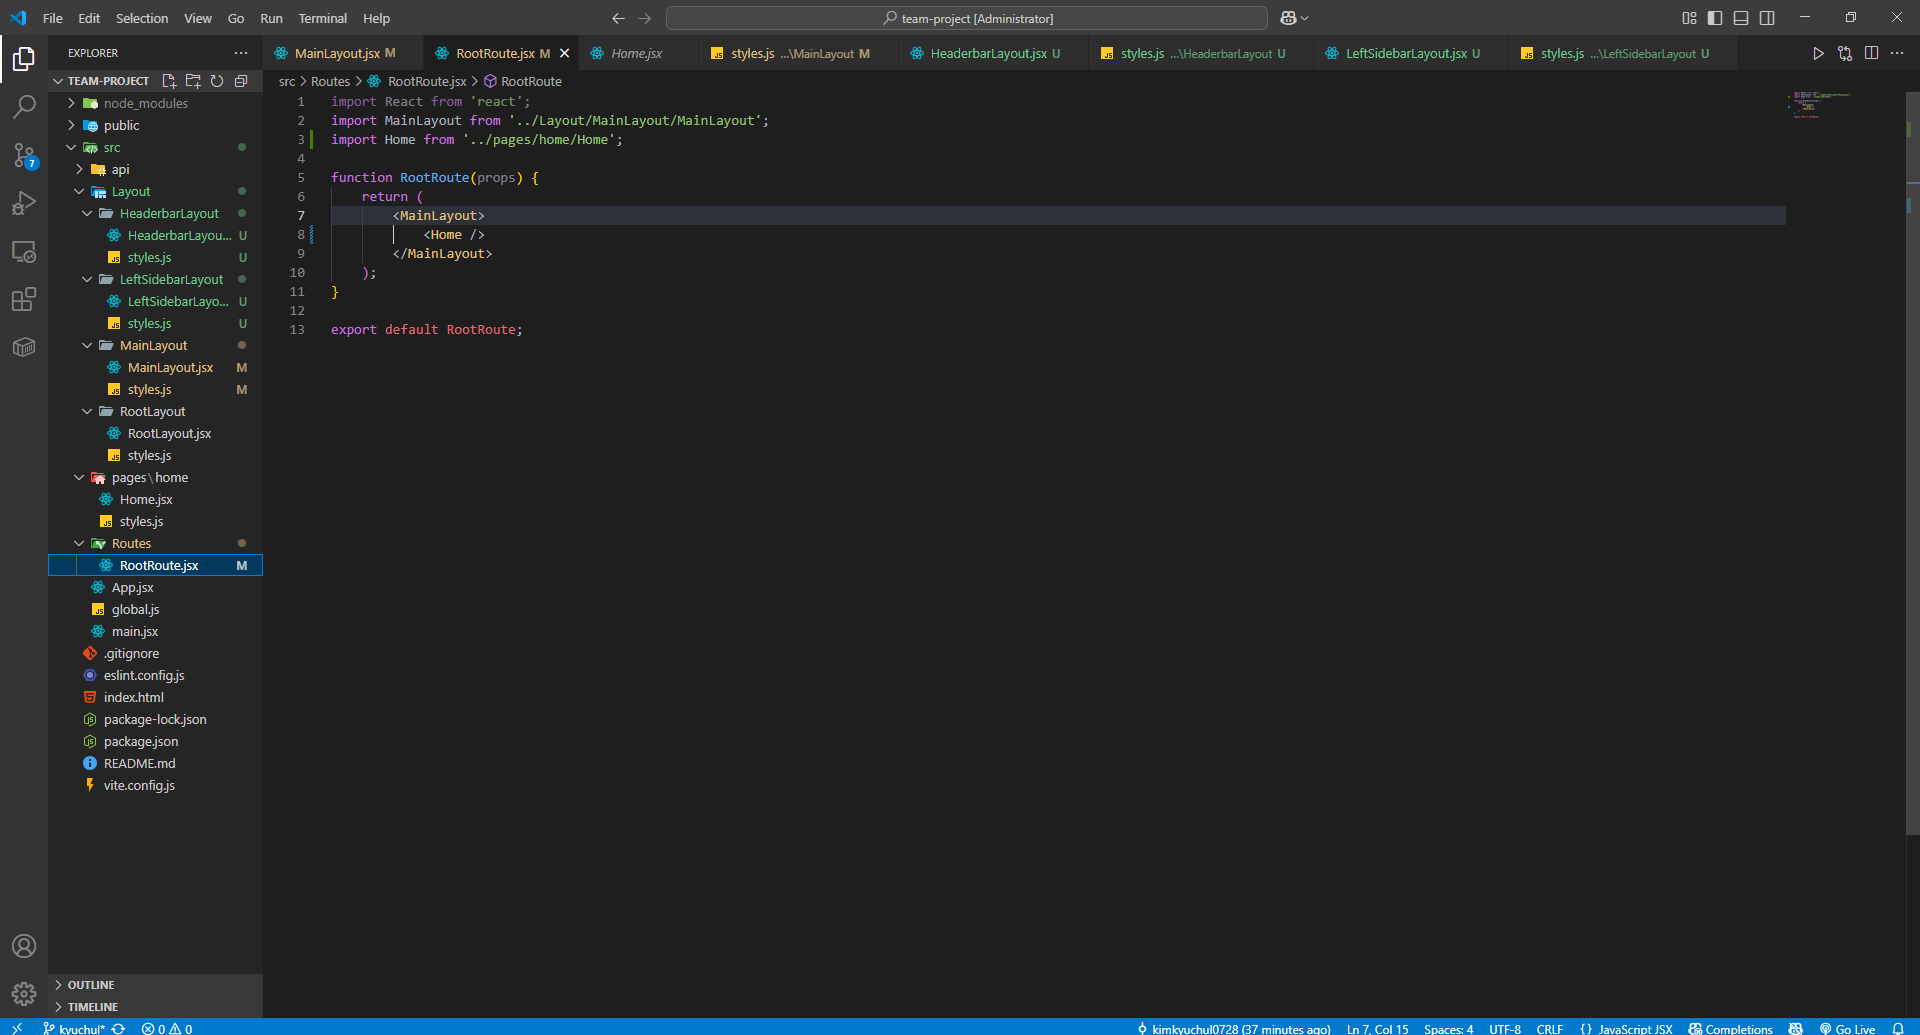 File Edit Selection View Go Run Terminal Help
team-project [Administrator]
EXPLORER
MainLayout.jsx M
RootRoute.jsx M
Home.jsx
styles.js ...\MainLayout M
HeaderbarLayout.jsx U
styles.js ...\HeaderbarLayout U
LeftSidebarLayout.jsx U
styles.js ...\LeftSidebarLayout U
TEAM-PROJECT
node_modules
public
src
api
Layout
HeaderbarLayout
HeaderbarLayou... U
styles.js U
LeftSidebarLayout
LeftSidebarLayo... U
styles.js U
MainLayout
MainLayout.jsx M
styles.js M
RootLayout
RootLayout.jsx
styles.js
pages\home
Home.jsx
styles.js
Routes
RootRoute.jsx M
App.jsx
global.js
main.jsx
.gitignore
eslint.config.js
index.html
package-lock.json
package.json
README.md
vite.config.js
OUTLINE
TIMELINE
7
src > Routes > RootRoute.jsx > RootRoute
1 import React from 'react';
2 import MainLayout from '../Layout/MainLayout/MainLayout';
3 import Home from '../pages/home/Home';
4
5 function RootRoute(props) {
6 return (
7 <MainLayout>
8 <Home />
9 </MainLayout>
10 );
11 }
12
13 export default RootRoute;
kyuchul* 0 0
kimkyuchul0728 (37 minutes ago) Ln 7, Col 15 Spaces: 4 UTF-8 CRLF {} JavaScript JSX Completions Go Live